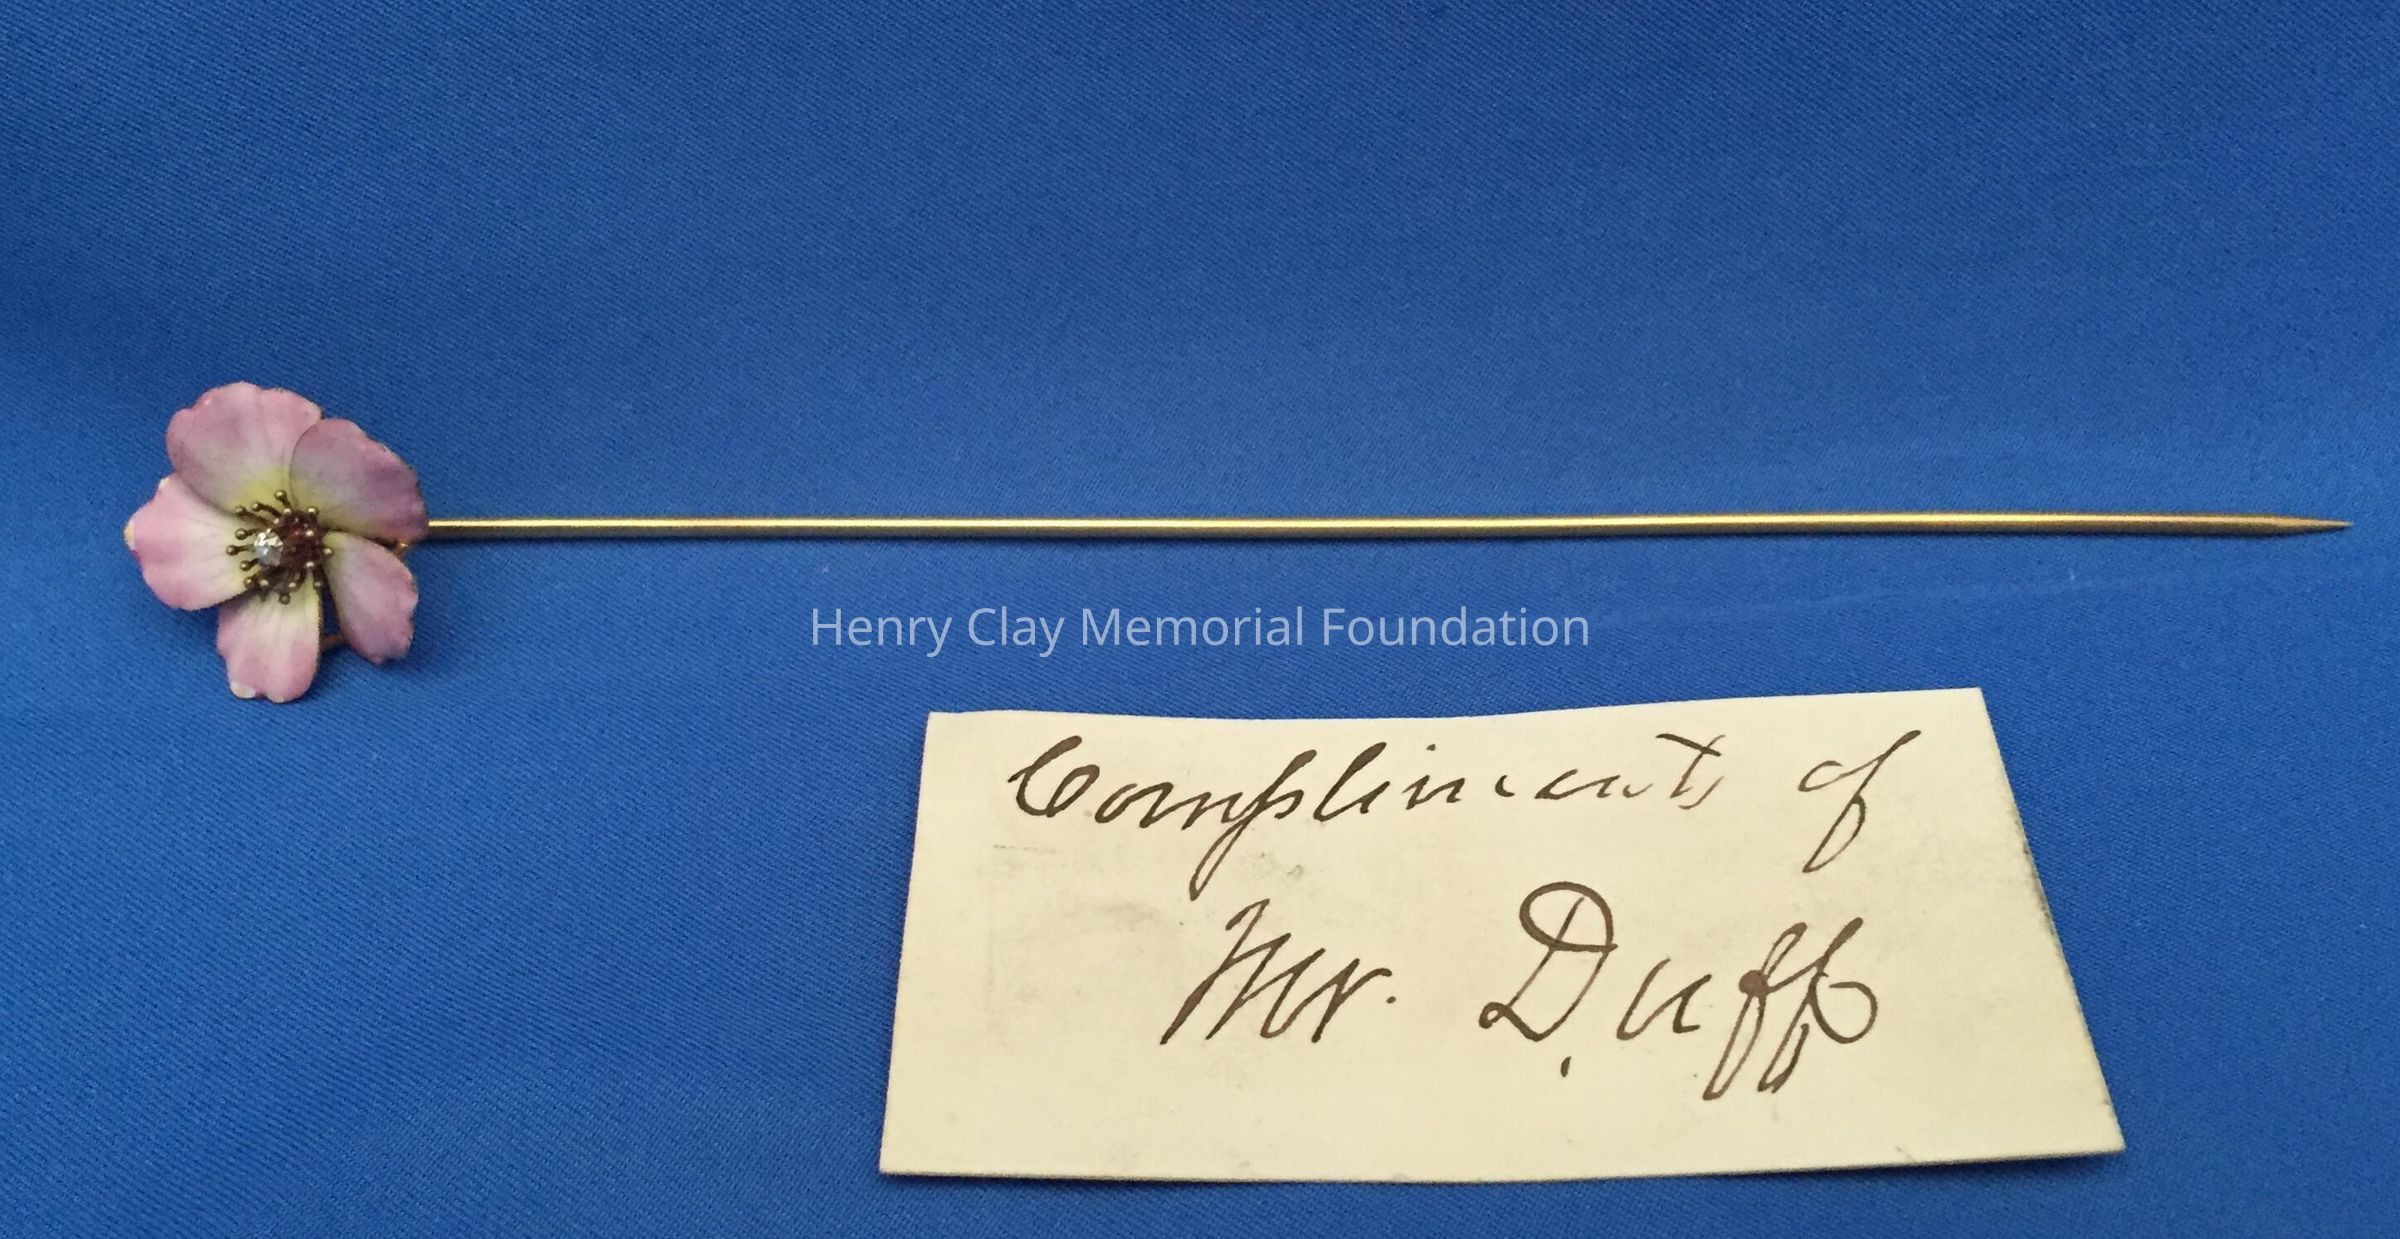 Henry Clay Memorial Foundation
Compliments of
Mr. Duff